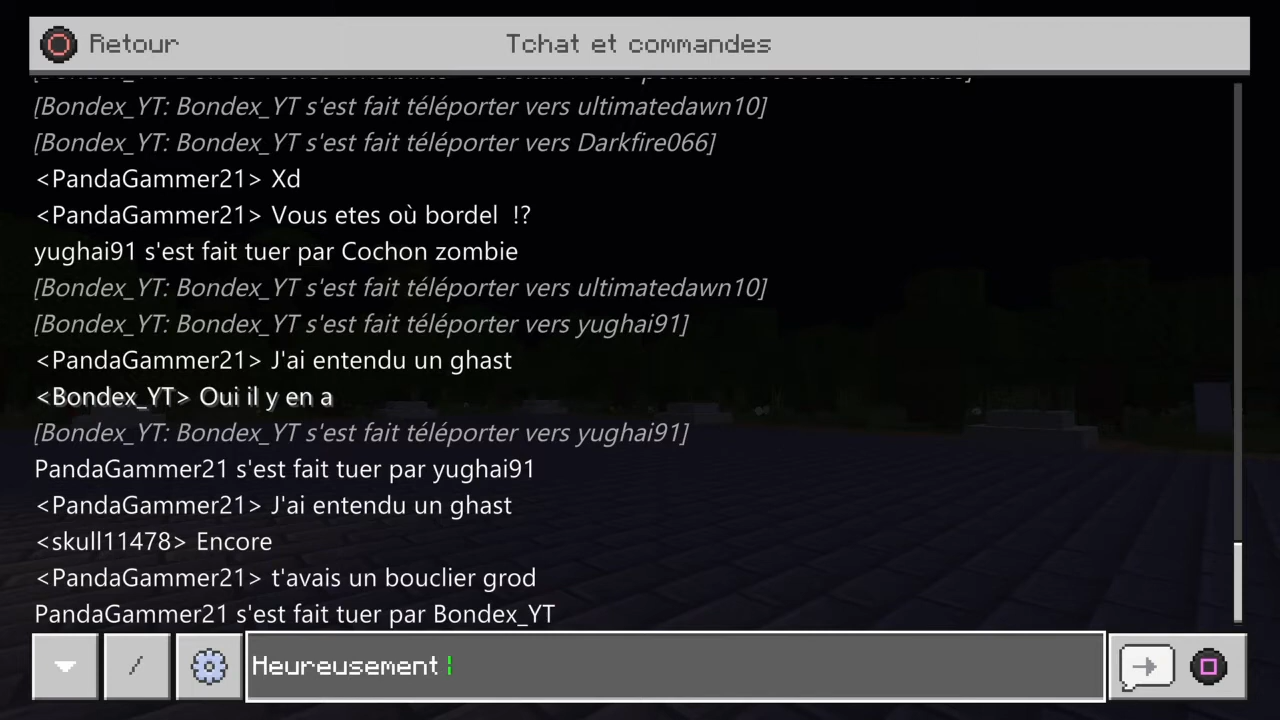 Retour
Tchat et commandes
[Bondex_YT: Bondex_YT s'est fait téléporter vers ultimatedawn10]
[Bondex_YT: Bondex_YT s'est fait téléporter vers Darkfire066]
<PandaGammer21> Xd
<PandaGammer21> Vous etes où bordel  !?
yughai91 s'est fait tuer par Cochon zombie
[Bondex_YT: Bondex_YT s'est fait téléporter vers ultimatedawn10]
[Bondex_YT: Bondex_YT s'est fait téléporter vers yughai91]
<PandaGammer21> J'ai entendu un ghast
<Bondex_YT> Oui il y en a
[Bondex_YT: Bondex_YT s'est fait téléporter vers yughai91]
PandaGammer21 s'est fait tuer par yughai91
<PandaGammer21> J'ai entendu un ghast
<skull11478> Encore
<PandaGammer21> t'avais un bouclier grod
PandaGammer21 s'est fait tuer par Bondex_YT
/
Heureusement